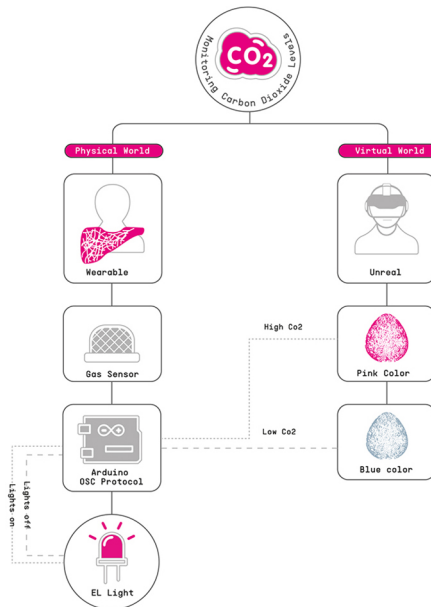 CO2
Monitoring Carbon Dioxide Levels
Physical World
Virtual World
Wearable
Unreal
Gas Sensor
High Co2
Pink Color
Arduino
OSC Protocol
Low Co2
Blue color
Lights on
Lights off
EL Light